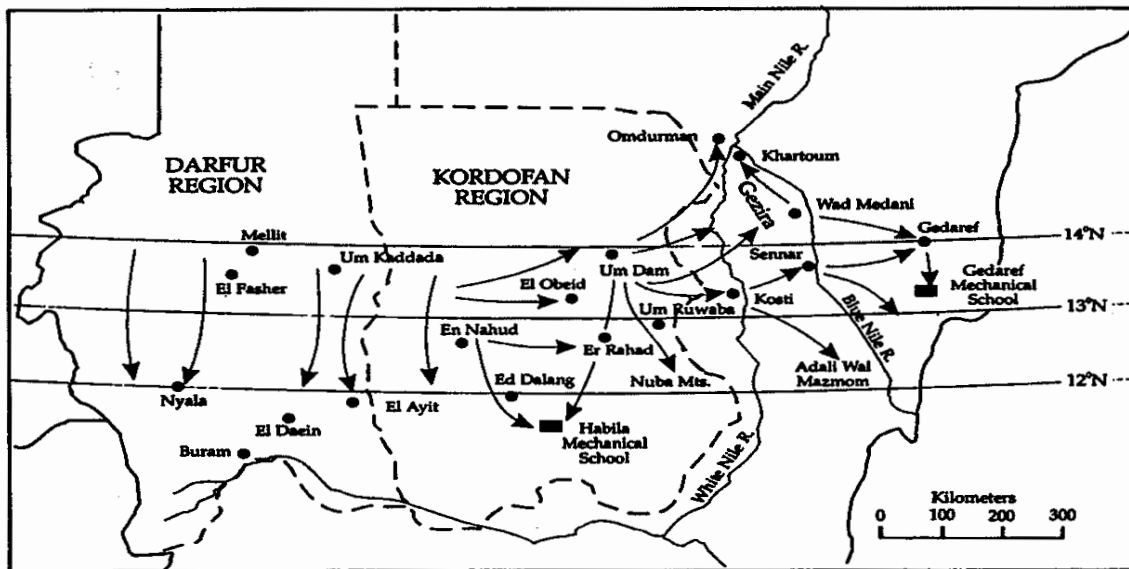 Main Nile R.
Omdurman
Khartoum
DARFUR
REGION
KORDOFAN
REGION
Gezira
Wad Medani
Gedaref
Mellit
14°N
Um Kaddada
Sennar
Um Dam
El Fasher
El Obeid
Gedaref
Mechanical
School
Kosti
Um Ruwaba
13°N
En Nahud
Er Rahad
Blue Nile R.
Adali Wal
Mazmom
Ed Dalang
Nuba Mts.
12°N
Nyala
El Ayit
El Daein
Habila
Mechanical
School
Buram
White Nile R.
Kilometers
0 100 200 300